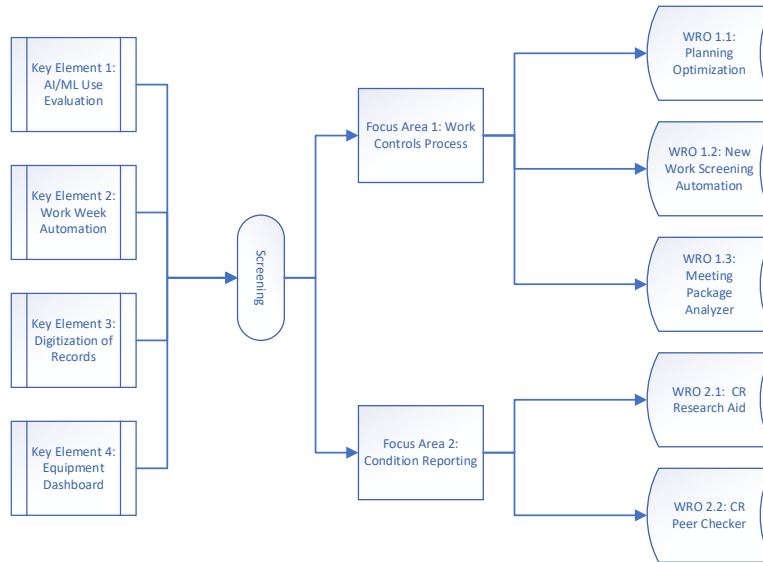 Key Element 1:
AI/ML Use
Evaluation
Key Element 2:
Work Week
Automation
Key Element 3:
Digitization of
Records
Key Element 4:
Equipment
Dashboard
Screening
Focus Area 1: Work
Controls Process
Focus Area 2:
Condition Reporting
WRO 1.1:
Planning
Optimization
WRO 1.2: New
Work Screening
Automation
WRO 1.3:
Meeting
Package
Analyzer
WRO 2.1: CR
Research Aid
WRO 2.2: CR
Peer Checker